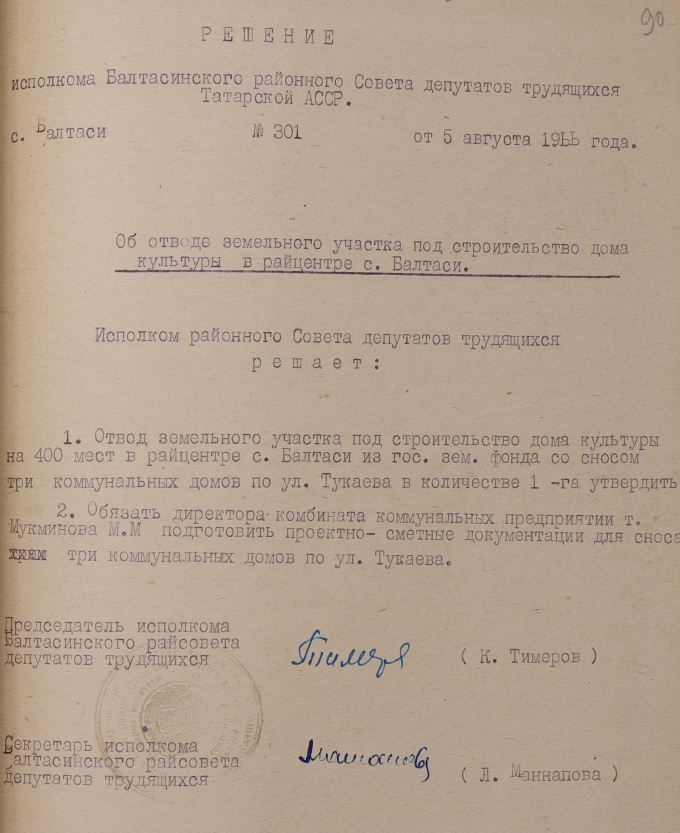 90
РЕШЕНИЕ
исполкома Балтасинского районного Совета депутатов трудящихся
Татарской АССР.
с. Балтаси № 301 от 5 августа 19ЬЬ года.
Об отводе земельного участка под строительство дома
культуры в райцентре с. Балтаси.
Исполком районного Совета депутатов трудящихся
решает:
1. Отвод земельного участка под строительство дома культуры
на 400 мест в райцентре с. Балтаси из гос. зем. фонда со сносом
три коммунальных домов по ул. Тукаева в количестве 1 -га утвердить
2. Обязать директора комбината коммунальных предприятии т.
Мукминова М.М подготовить проектно- сметные документации для сноса
три коммунальных домов по ул. Тукаева.
Председатель исполкома
Балтасинского райсовета
депутатов трудящихся ( К. Тимеров )
Секретарь исполкома
Балтасинского райсовета
депутатов трудящихся ( Л. Маннапова )